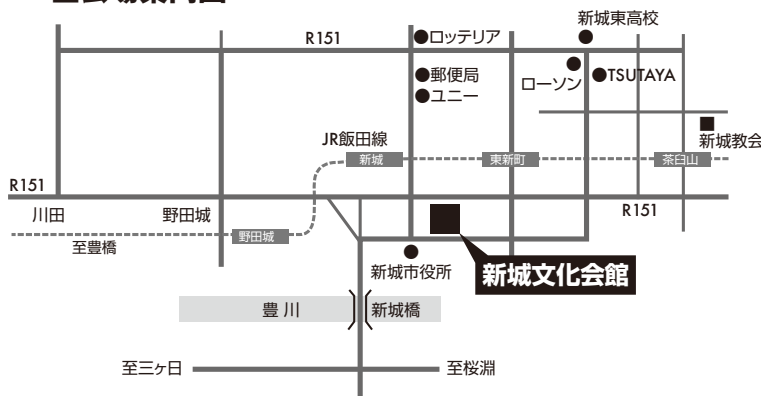 新城東高校
R151
●ロッテリア
●郵便局
●ユニー
ローソン
●TSUTAYA
JR飯田線
新城
東新町
茶臼山
新城教会
R151
川田
野田城
R151
野田城
至豊橋
新城市役所
新城文化会館
豊川
新城橋
至三ヶ日
至桜淵